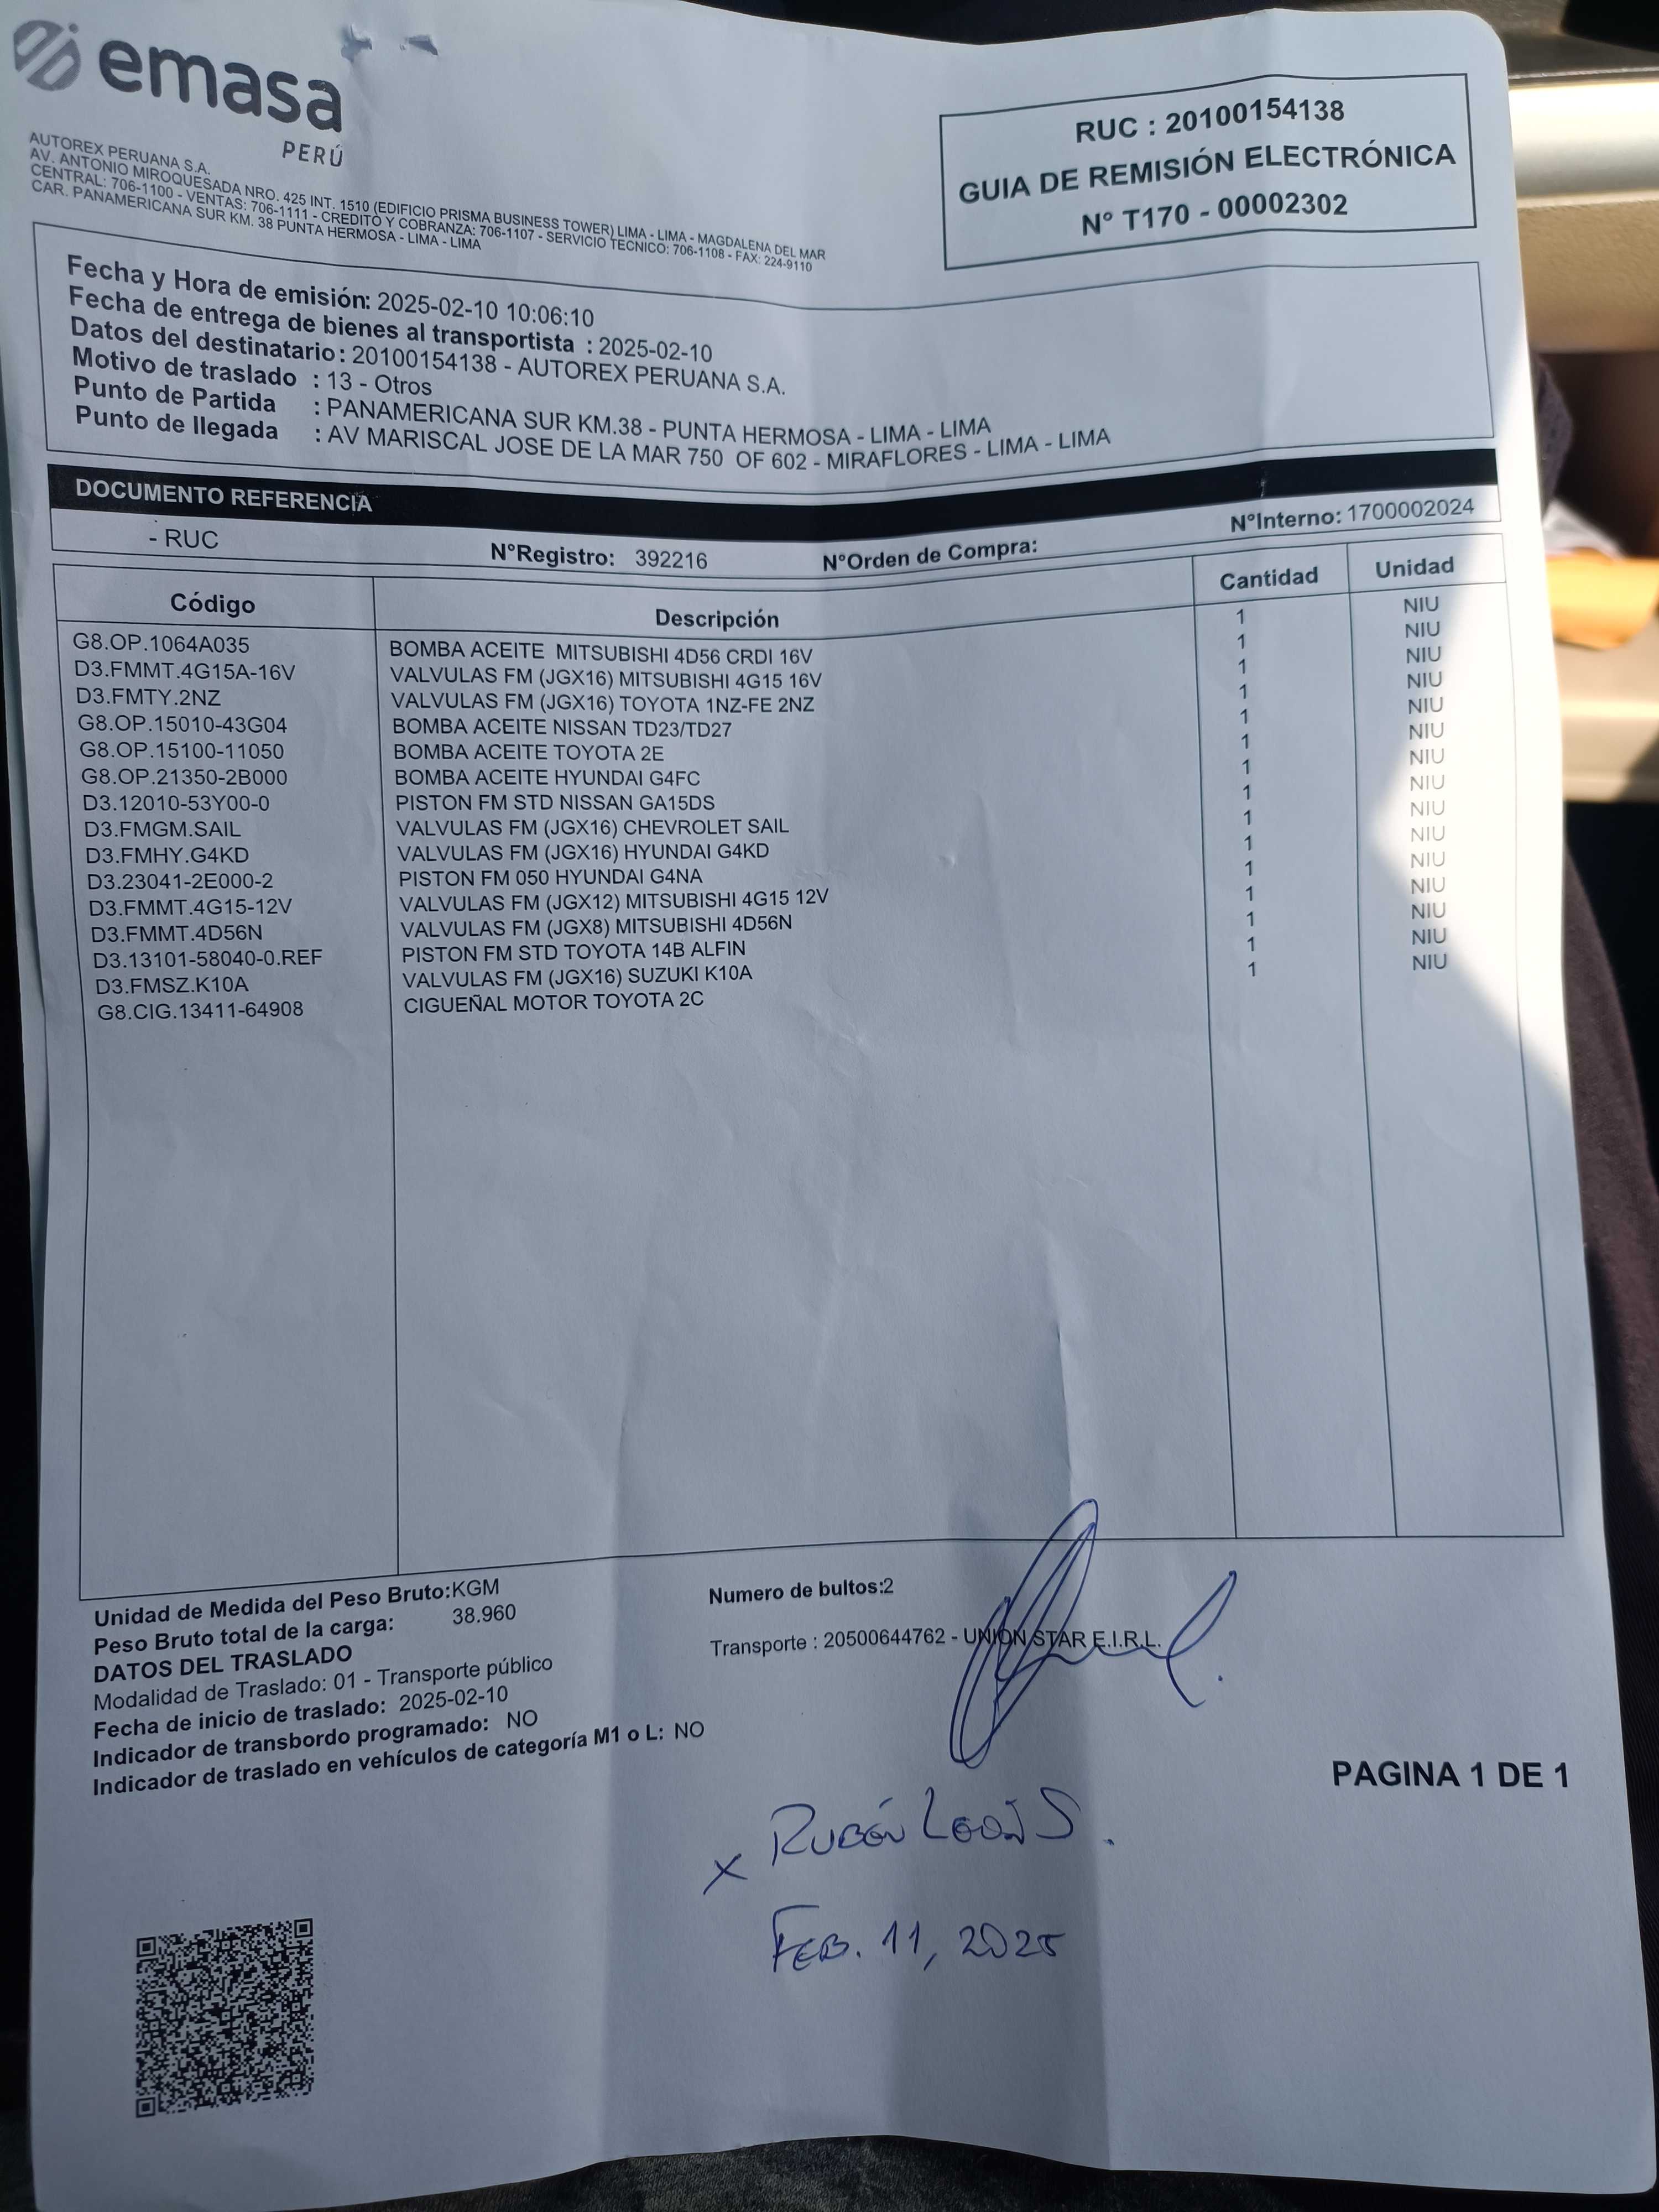 emasa
PERÚ
AUTOREX PERUANA S.A.
AV. ANTONIO MIROQUESADA NRO. 425 INT. 1510 (EDIFICIO PRISMA BUSINESS TOWER) LIMA - LIMA - MAGDALENA DEL MAR
CENTRAL: 706-1100 - VENTAS: 706-1111 - CREDITO Y COBRANZA: 706-1107 - SERVICIO TECNICO: 706-1108 - FAX: 224-9110
CAR. PANAMERICANA SUR KM. 38 PUNTA HERMOSA - LIMA - LIMA
RUC : 20100154138
GUIA DE REMISIÓN ELECTRÓNICA
N° T170 - 00002302
Fecha y Hora de emisión: 2025-02-10 10:06:10
Fecha de entrega de bienes al transportista : 2025-02-10
Datos del destinatario: 20100154138 - AUTOREX PERUANA S.A.
Motivo de traslado : 13 - Otros
Punto de Partida : PANAMERICANA SUR KM.38 - PUNTA HERMOSA - LIMA - LIMA
Punto de llegada : AV MARISCAL JOSE DE LA MAR 750 OF 602 - MIRAFLORES - LIMA - LIMA
DOCUMENTO REFERENCIA
- RUC N°Registro: 392216 N°Orden de Compra: N°Interno: 1700002024
Código Descripción Cantidad Unidad
G8.OP.1064A035 BOMBA ACEITE MITSUBISHI 4D56 CRDI 16V 1 NIU
D3.FMMT.4G15A-16V VALVULAS FM (JGX16) MITSUBISHI 4G15 16V 1 NIU
D3.FMTY.2NZ VALVULAS FM (JGX16) TOYOTA 1NZ-FE 2NZ 1 NIU
G8.OP.15010-43G04 BOMBA ACEITE NISSAN TD23/TD27 1 NIU
G8.OP.15100-11050 BOMBA ACEITE TOYOTA 2E 1 NIU
G8.OP.21350-2B000 BOMBA ACEITE HYUNDAI G4FC 1 NIU
D3.12010-53Y00-0 PISTON FM STD NISSAN GA15DS 1 NIU
D3.FMGM.SAIL VALVULAS FM (JGX16) CHEVROLET SAIL 1 NIU
D3.FMHY.G4KD VALVULAS FM (JGX16) HYUNDAI G4KD 1 NIU
D3.23041-2E000-2 PISTON FM 050 HYUNDAI G4NA 1 NIU
D3.FMMT.4G15-12V VALVULAS FM (JGX12) MITSUBISHI 4G15 12V 1 NIU
D3.FMMT.4D56N VALVULAS FM (JGX8) MITSUBISHI 4D56N 1 NIU
D3.13101-58040-0.REF PISTON FM STD TOYOTA 14B ALFIN 1 NIU
D3.FMSZ.K10A VALVULAS FM (JGX16) SUZUKI K10A 1 NIU
G8.CIG.13411-64908 CIGUEÑAL MOTOR TOYOTA 2C 1 NIU
Unidad de Medida del Peso Bruto: KGM Numero de bultos:2
Peso Bruto total de la carga: 38.960
Transporte : 20500644762 - UNION STAR E.I.R.L.
DATOS DEL TRASLADO
Modalidad de Traslado: 01 - Transporte público
Fecha de inicio de traslado: 2025-02-10
Indicador de transbordo programado: NO
Indicador de traslado en vehículos de categoría M1 o L: NO
PAGINA 1 DE 1
x RUBÉN S.
FEB. 11, 2025